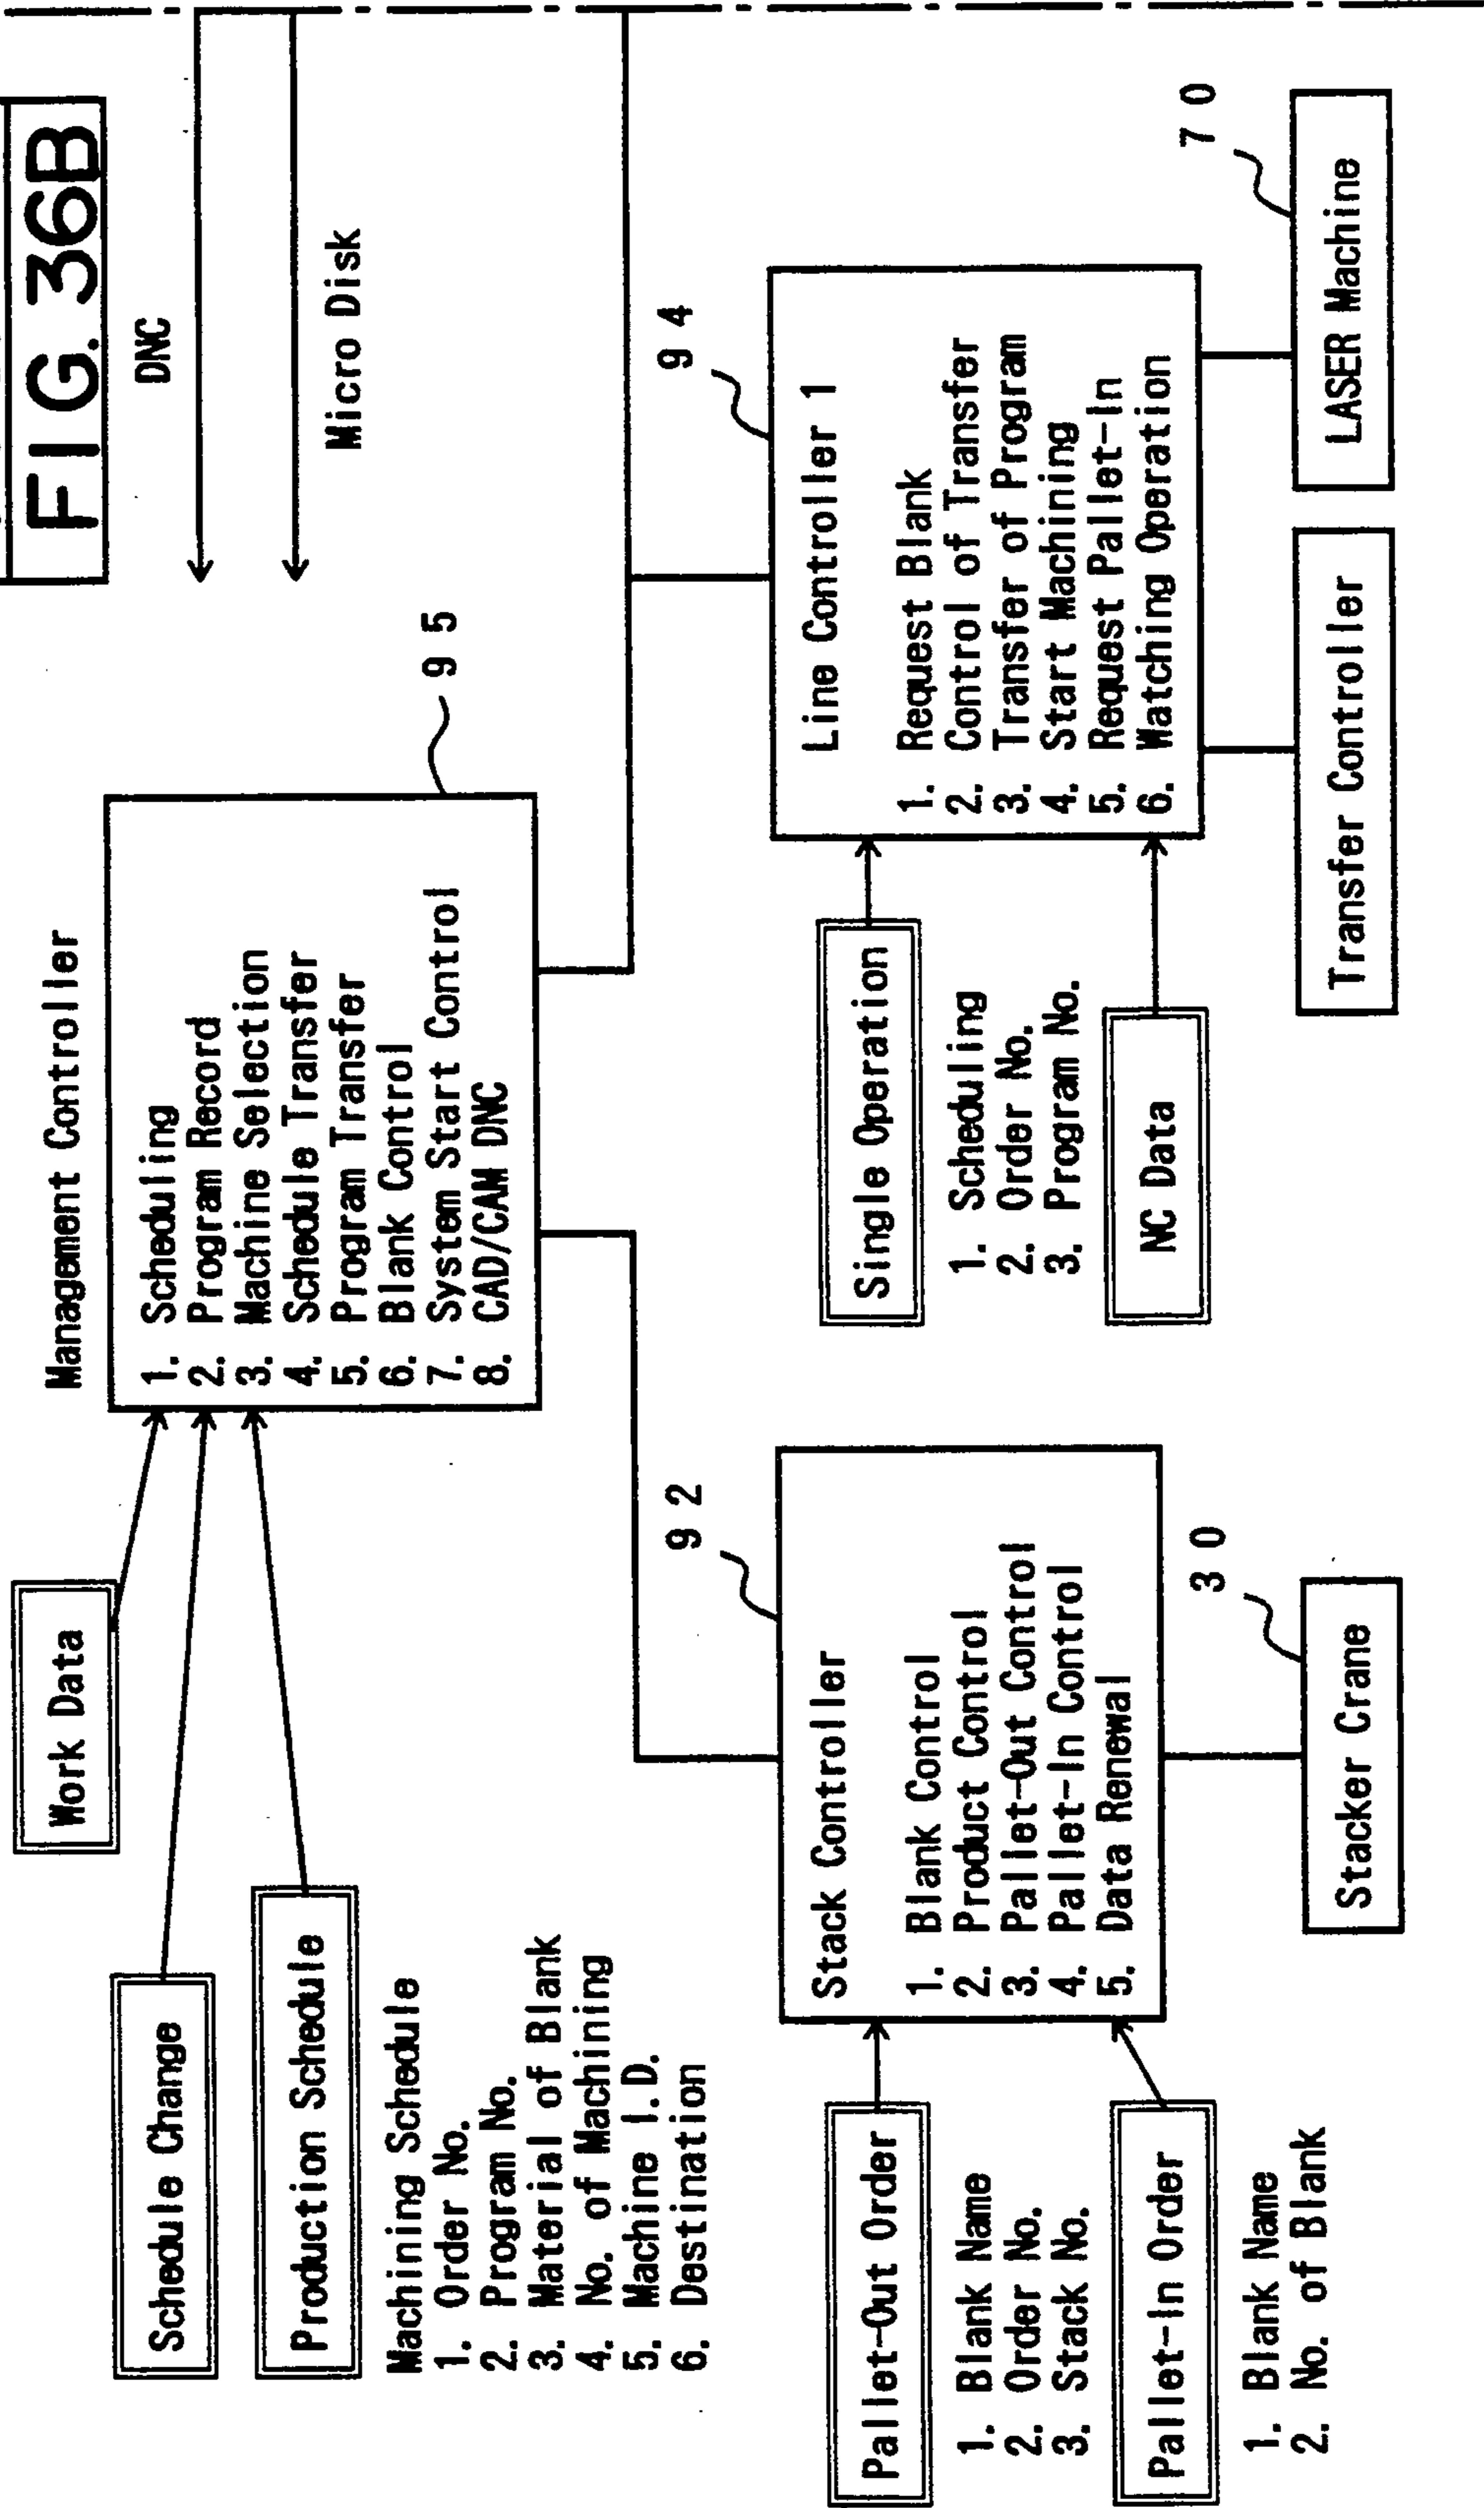 FIG. 36B
DNC
Micro Disk
Work Data
Schedule Change
Production Schedule
Machining Schedule
1. Order No.
2. Program No.
3. Material of Blank
4. No. of Machining
5. Machine I.D.
6. Destination
Management Controller
95
1. Scheduling
2. Program Record
3. Machine Selection
4. Schedule Transfer
5. Program Transfer
6. Blank Control
7. System Start Control
8. CAD/CAM DNC
Pallet-Out Order
1. Blank Name
2. Order No.
3. Stack No.
Pallet-In Order
1. Blank Name
2. No. of Blank
92
Stack Controller
1. Blank Control
2. Product Control
3. Pallet-Out Control
4. Pallet-In Control
5. Data Renewal
30
Stacker Crane
Single Operation
1. Scheduling
2. Order No.
3. Program No.
NC Data
94
Line Controller 1
1. Request Blank
2. Control of Transfer
3. Transfer of Program
4. Start Machining
5. Request Pallet-In
6. Watching Operation
Transfer Controller
70
LASER Machine